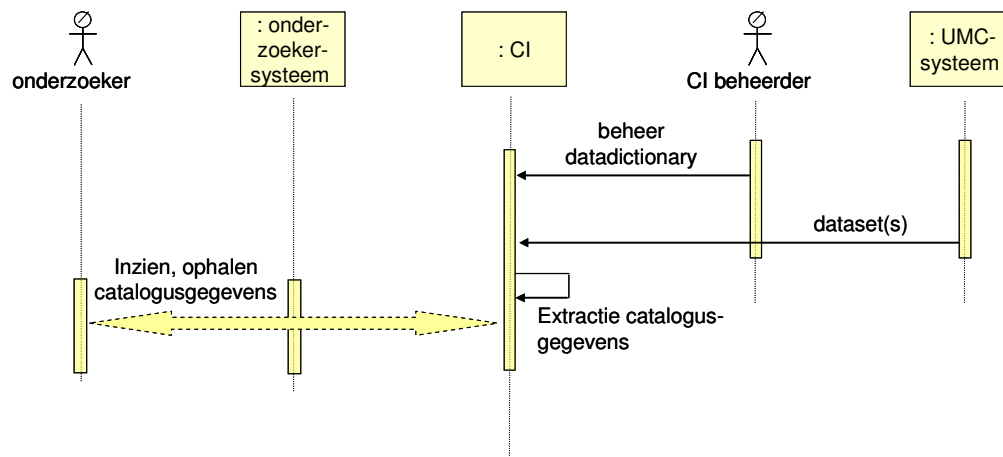 onderzoeker
: onder-
zoeker-
systeem
: CI
CI beheerder
: UMC-
systeem
beheer
datadictionary
dataset(s)
Inzien, ophalen
catalogusgegevens
Extractie catalogus-
gegevens